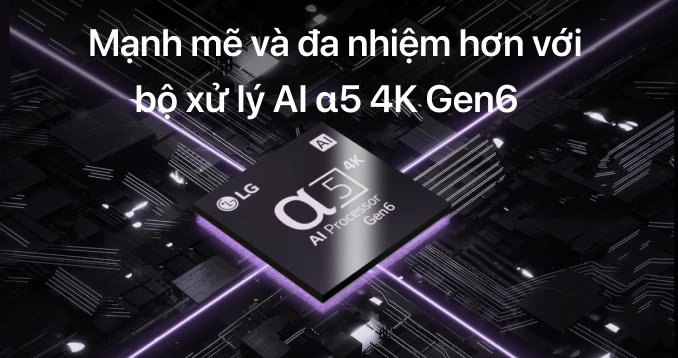 Mạnh mẽ và đa nhiệm hơn với
bộ xử lý AI α5 4K Gen6
AI
LG
α5 4K
AI Processor
Gen6